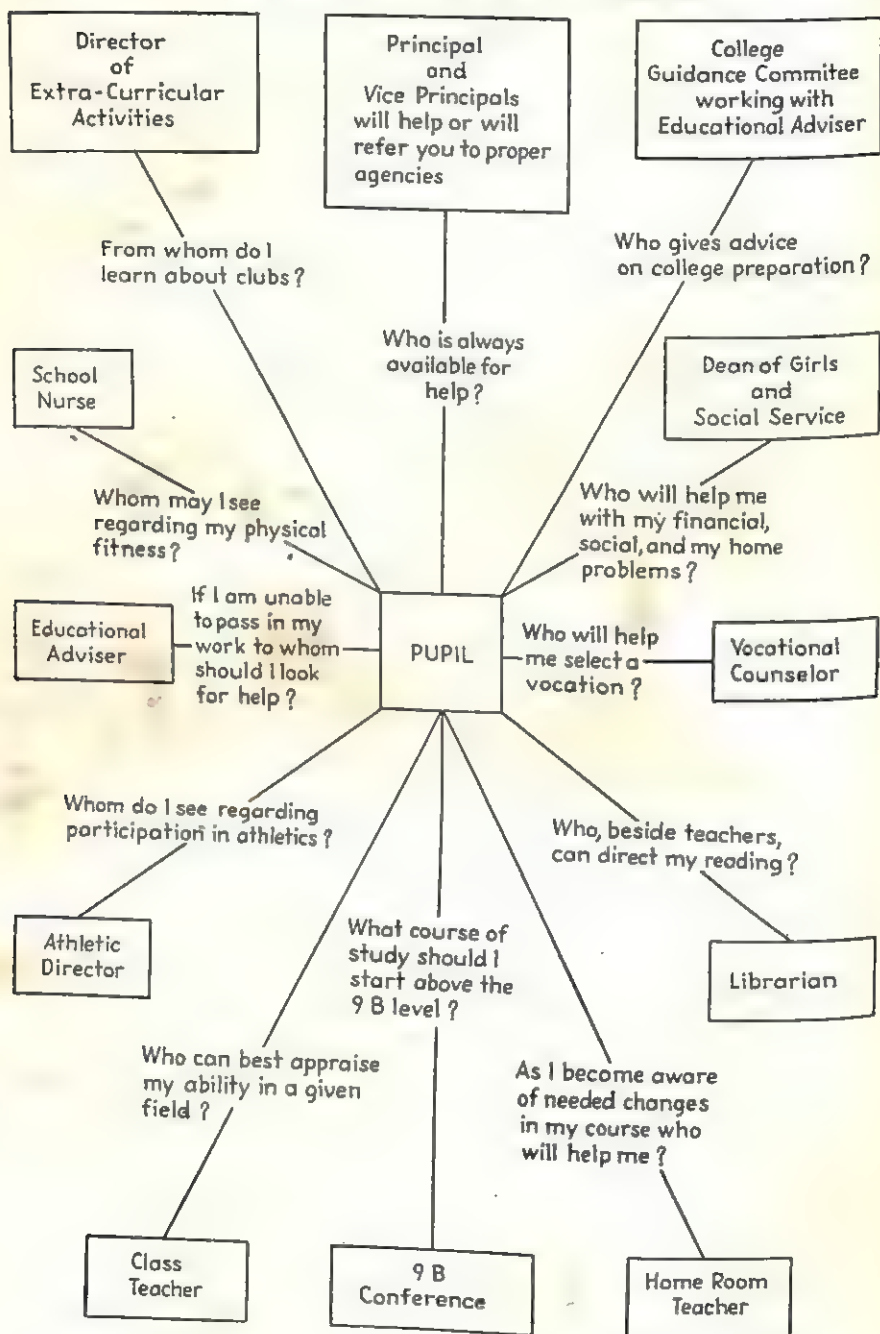 Director
of
Extra-Curricular
Activities
Principal
and
Vice Principals
will help or will
refer you to proper
agencies
College
Guidance Commitee
working with
Educational Adviser
From whom do I
learn about clubs?
Who is always
available for
help?
Who gives advice
on college preparation?
School
Nurse
Dean of Girls
and
Social Service
Whom may I see
regarding my physical
fitness?
Who will help me
with my financial,
social, and my home
problems?
Educational
Adviser
If I am unable
to pass in my
work to whom
should I look
for help?
PUPIL
Who will help
me select a
vocation?
Vocational
Counselor
Whom do I see regarding
participation in athletics?
Who, beside teachers,
can direct my reading?
Athletic
Director
What course of
study should I
start above the
9 B level?
Librarian
Who can best appraise
my ability in a given
field?
As I become aware
of needed changes
in my course who
will help me?
Class
Teacher
9 B
Conference
Home Room
Teacher